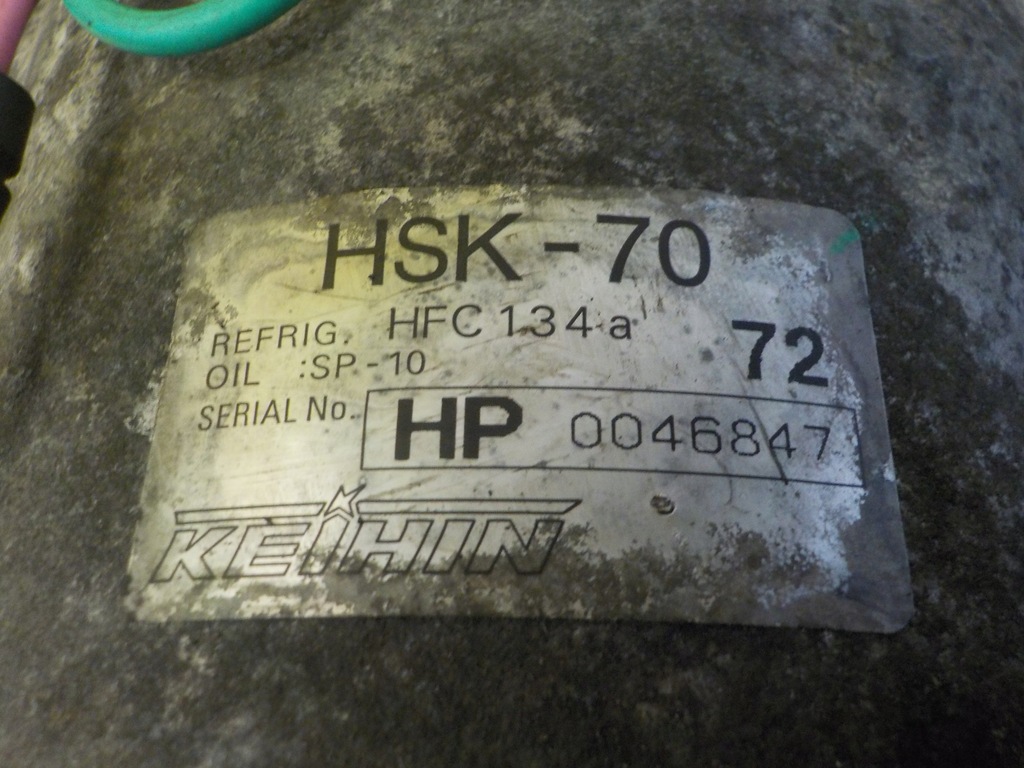 HSK-70
REFRIG. HFC134a
72
OIL :SP-10
SERIAL No. HP 0046847
KEIHIN